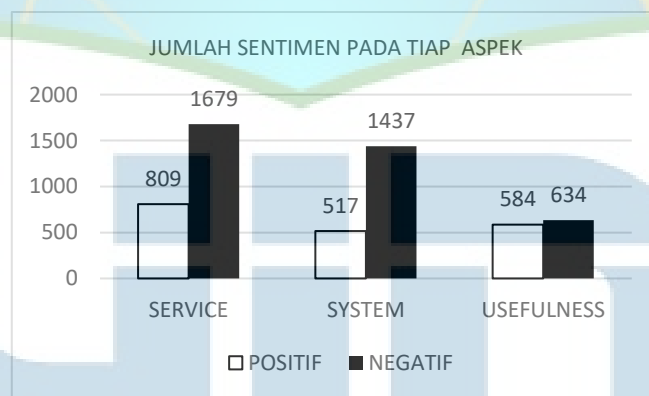 JUMLAH SENTIMEN PADA TIAP ASPEK
2000
1500
1000
500
0
809
1679
517
1437
584
634
SERVICE
SYSTEM
USEFULNESS
POSITIF
NEGATIF